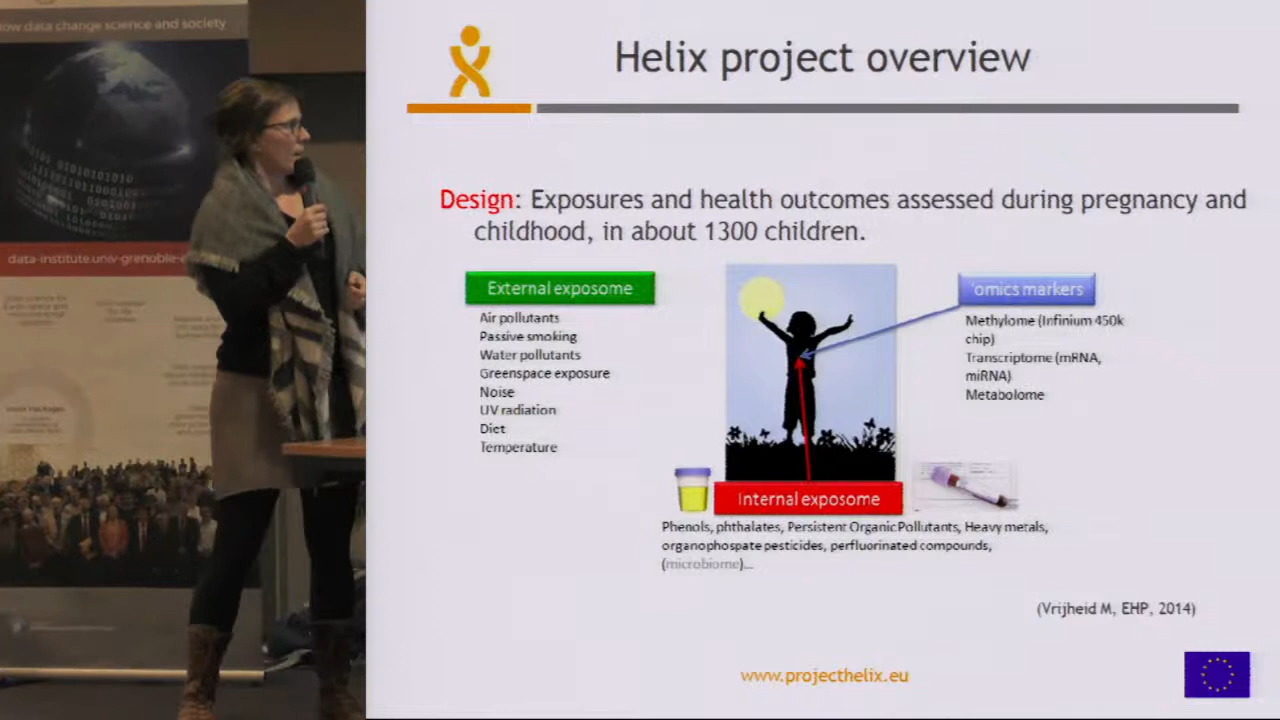 ow data change science and society
data-institute.univ-grenoble-
Helix project overview
Design: Exposures and health outcomes assessed during pregnancy and
childhood, in about 1300 children.
External exposome
Air pollutants
Passive smoking
Water pollutants
Greenspace exposure
Noise
UV radiation
Diet
Temperature
'omics markers
Methylome (Infinium 450k
chip)
Transcriptome (mRNA,
miRNA)
Metabolome
Internal exposome
Phenols, phthalates, Persistent Organic Pollutants, Heavy metals,
organophospate pesticides, perfluorinated compounds,
(microbiome)...
(Vrijheid M, EHP, 2014)
www.projecthelix.eu